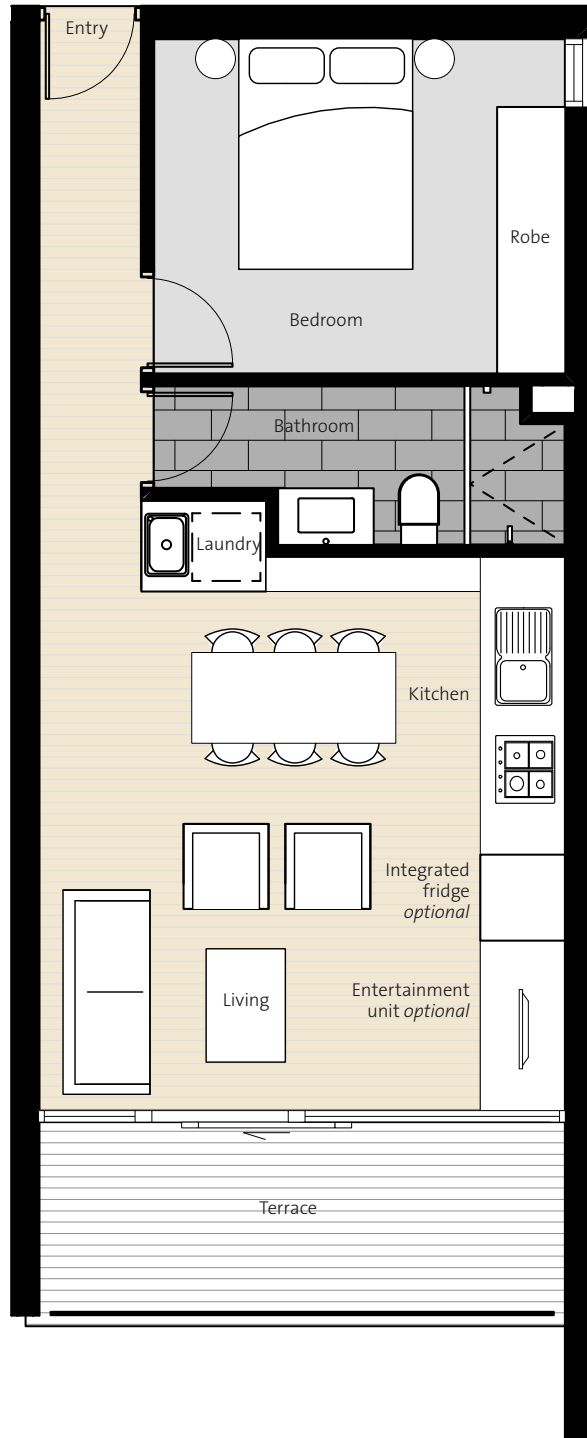 Entry
Robe
Bedroom
Bathroom
Laundry
Kitchen
Integrated
fridge
optional
Entertainment
unit optional
Living
Terrace